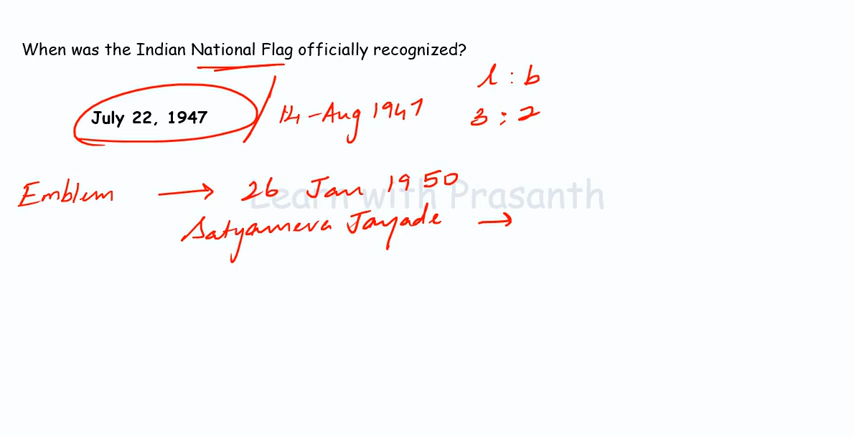 When was the Indian National Flag officially recognized?
l : b
July 22, 1947 / 14 - Aug 1947
3 : 2
Emblem → 26 Jan 1950
Learn with Prasanth
Satyameva Jayade →